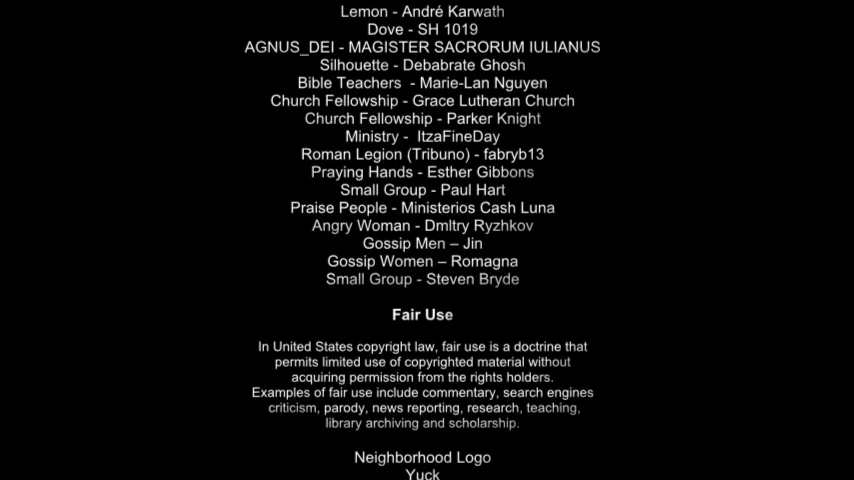 Lemon - André Karwath
Dove - SH 1019
AGNUS_DEI - MAGISTER SACRORUM IULIANUS
Silhouette - Debabrate Ghosh
Bible Teachers - Marie-Lan Nguyen
Church Fellowship - Grace Lutheran Church
Church Fellowship - Parker Knight
Ministry - ItzaFineDay
Roman Legion (Tribuno) - fabryb13
Praying Hands - Esther Gibbons
Small Group - Paul Hart
Praise People - Ministerios Cash Luna
Angry Woman - Dmltry Ryzhkov
Gossip Men – Jin
Gossip Women – Romagna
Small Group - Steven Bryde
Fair Use
In United States copyright law, fair use is a doctrine that
permits limited use of copyrighted material without
acquiring permission from the rights holders.
Examples of fair use include commentary, search engines
criticism, parody, news reporting, research, teaching,
library archiving and scholarship.
Neighborhood Logo
Yuck